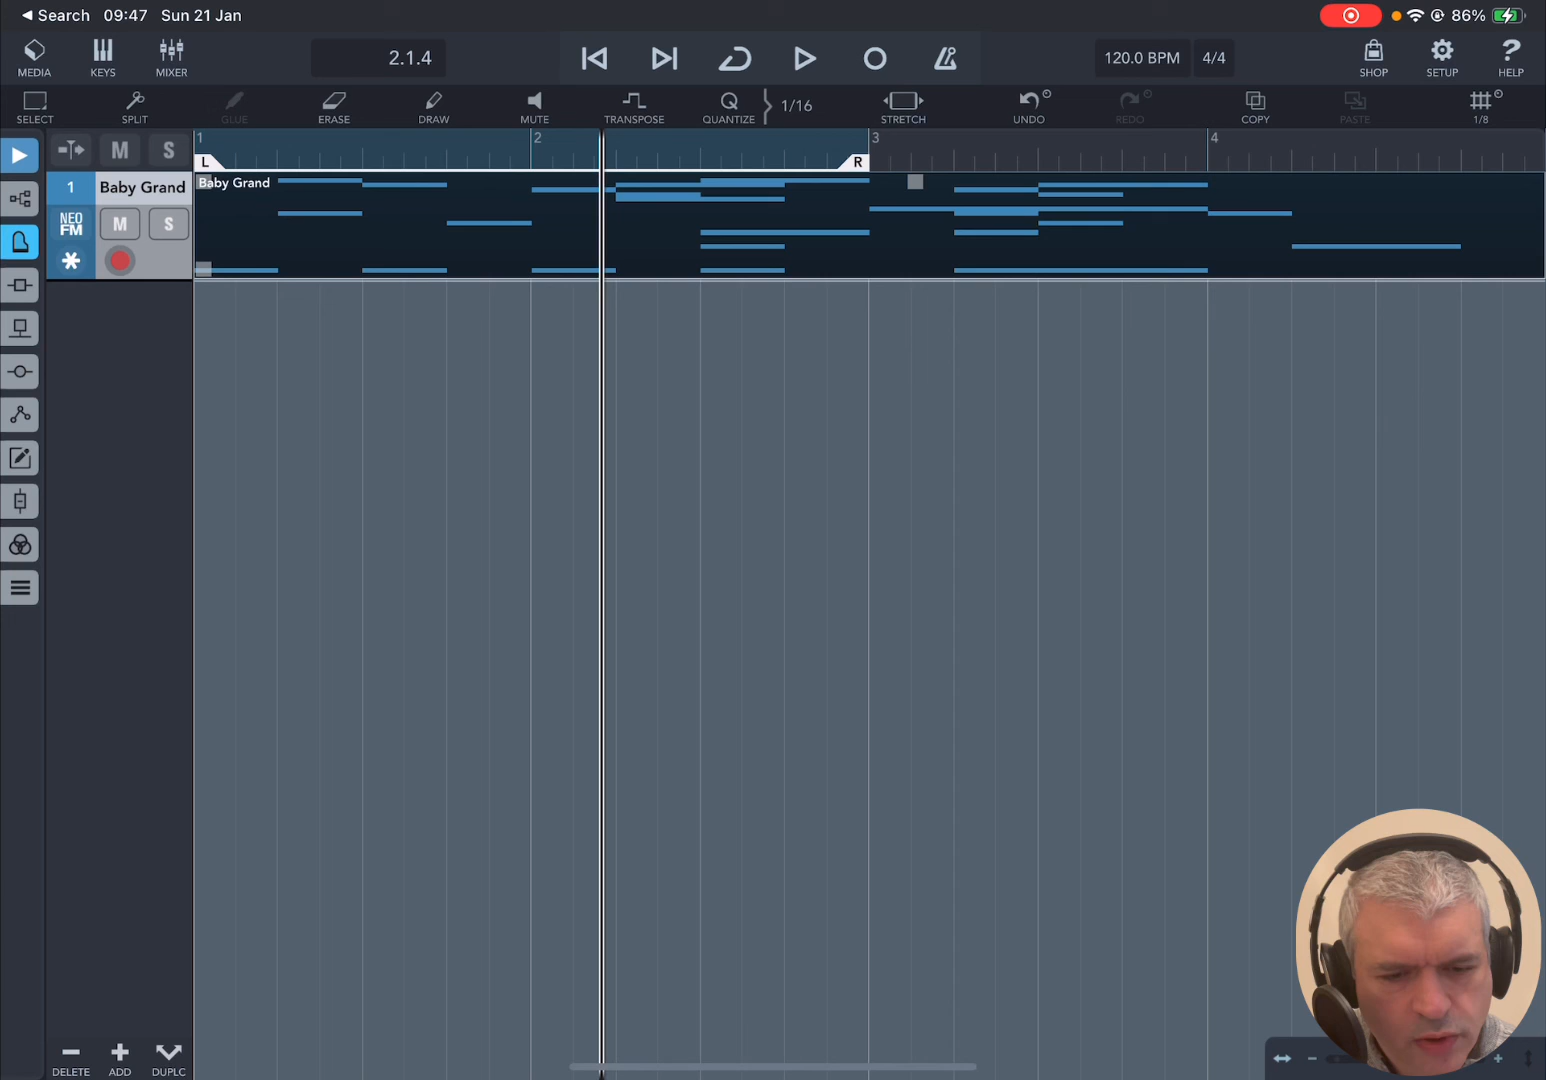 ◀ Search 09:47 Sun 21 Jan 86%
MEDIA KEYS MIXER 2.1.4 120.0 BPM 4/4 SHOP SETUP ? HELP
SELECT SPLIT GLUE ERASE DRAW MUTE TRANSPOSE Q QUANTIZE 1/16 STRETCH UNDO REDO COPY PASTE 1/8
M S 1 2 3 4
L R
1 Baby Grand Baby Grand
NEO FM M S
DELETE ADD DUPLC